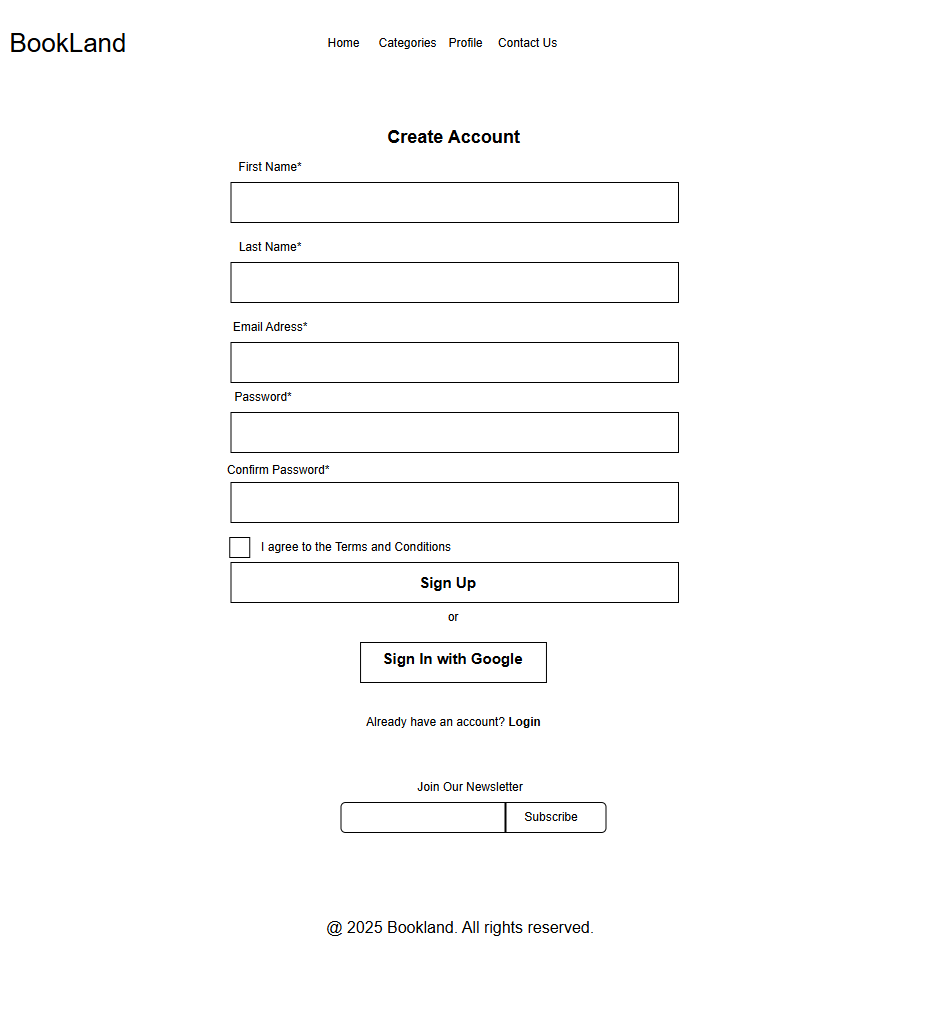 BookLand
Home Categories Profile Contact Us
Create Account
First Name*
Last Name*
Email Adress*
Password*
Confirm Password*
I agree to the Terms and Conditions
Sign Up
or
Sign In with Google
Already have an account? Login
Join Our Newsletter
Subscribe
@ 2025 Bookland. All rights reserved.